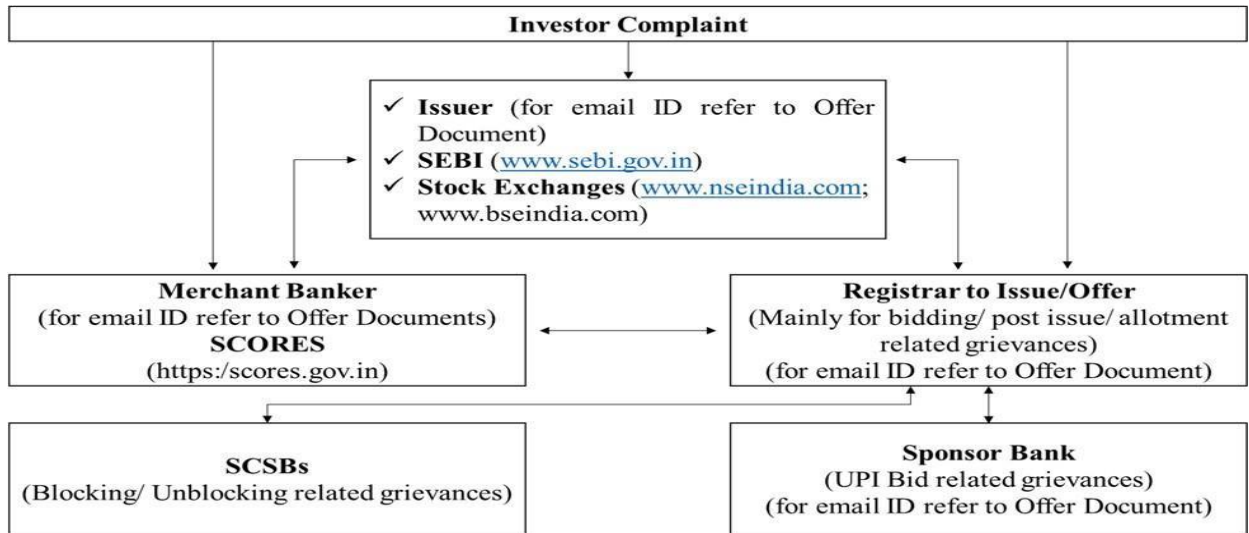 Investor Complaint
✓ Issuer (for email ID refer to Offer
Document)
✓ SEBI (www.sebi.gov.in)
✓ Stock Exchanges (www.nseindia.com;
www.bseindia.com)
Merchant Banker
(for email ID refer to Offer Documents)
SCORES
(https:/scores.gov.in)
Registrar to Issue/Offer
(Mainly for bidding/ post issue/ allotment
related grievances)
(for email ID refer to Offer Document)
SCSBs
(Blocking/ Unblocking related grievances)
Sponsor Bank
(UPI Bid related grievances)
(for email ID refer to Offer Document)